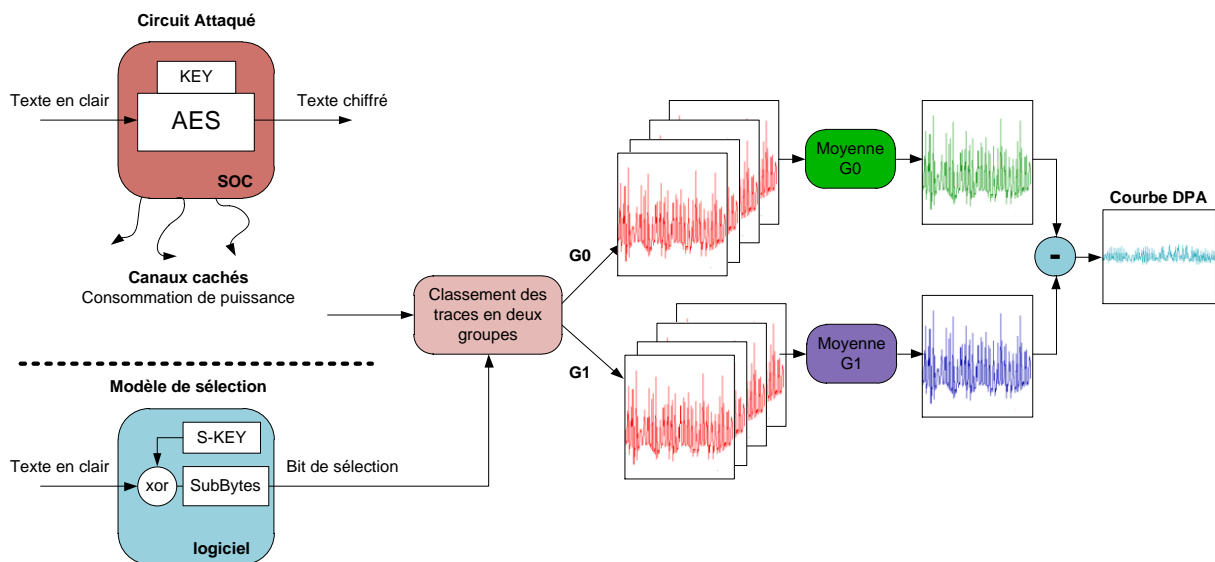 Circuit Attaqué
KEY
Texte en clair
AES
Texte chiffré
SOC
Canaux cachés
Consommation de puissance
Modèle de sélection
S-KEY
Texte en clair
xor
SubBytes
Bit de sélection
logiciel
Classement des
traces en deux
groupes
G0
G1
Moyenne
G0
Moyenne
G1
-
Courbe DPA